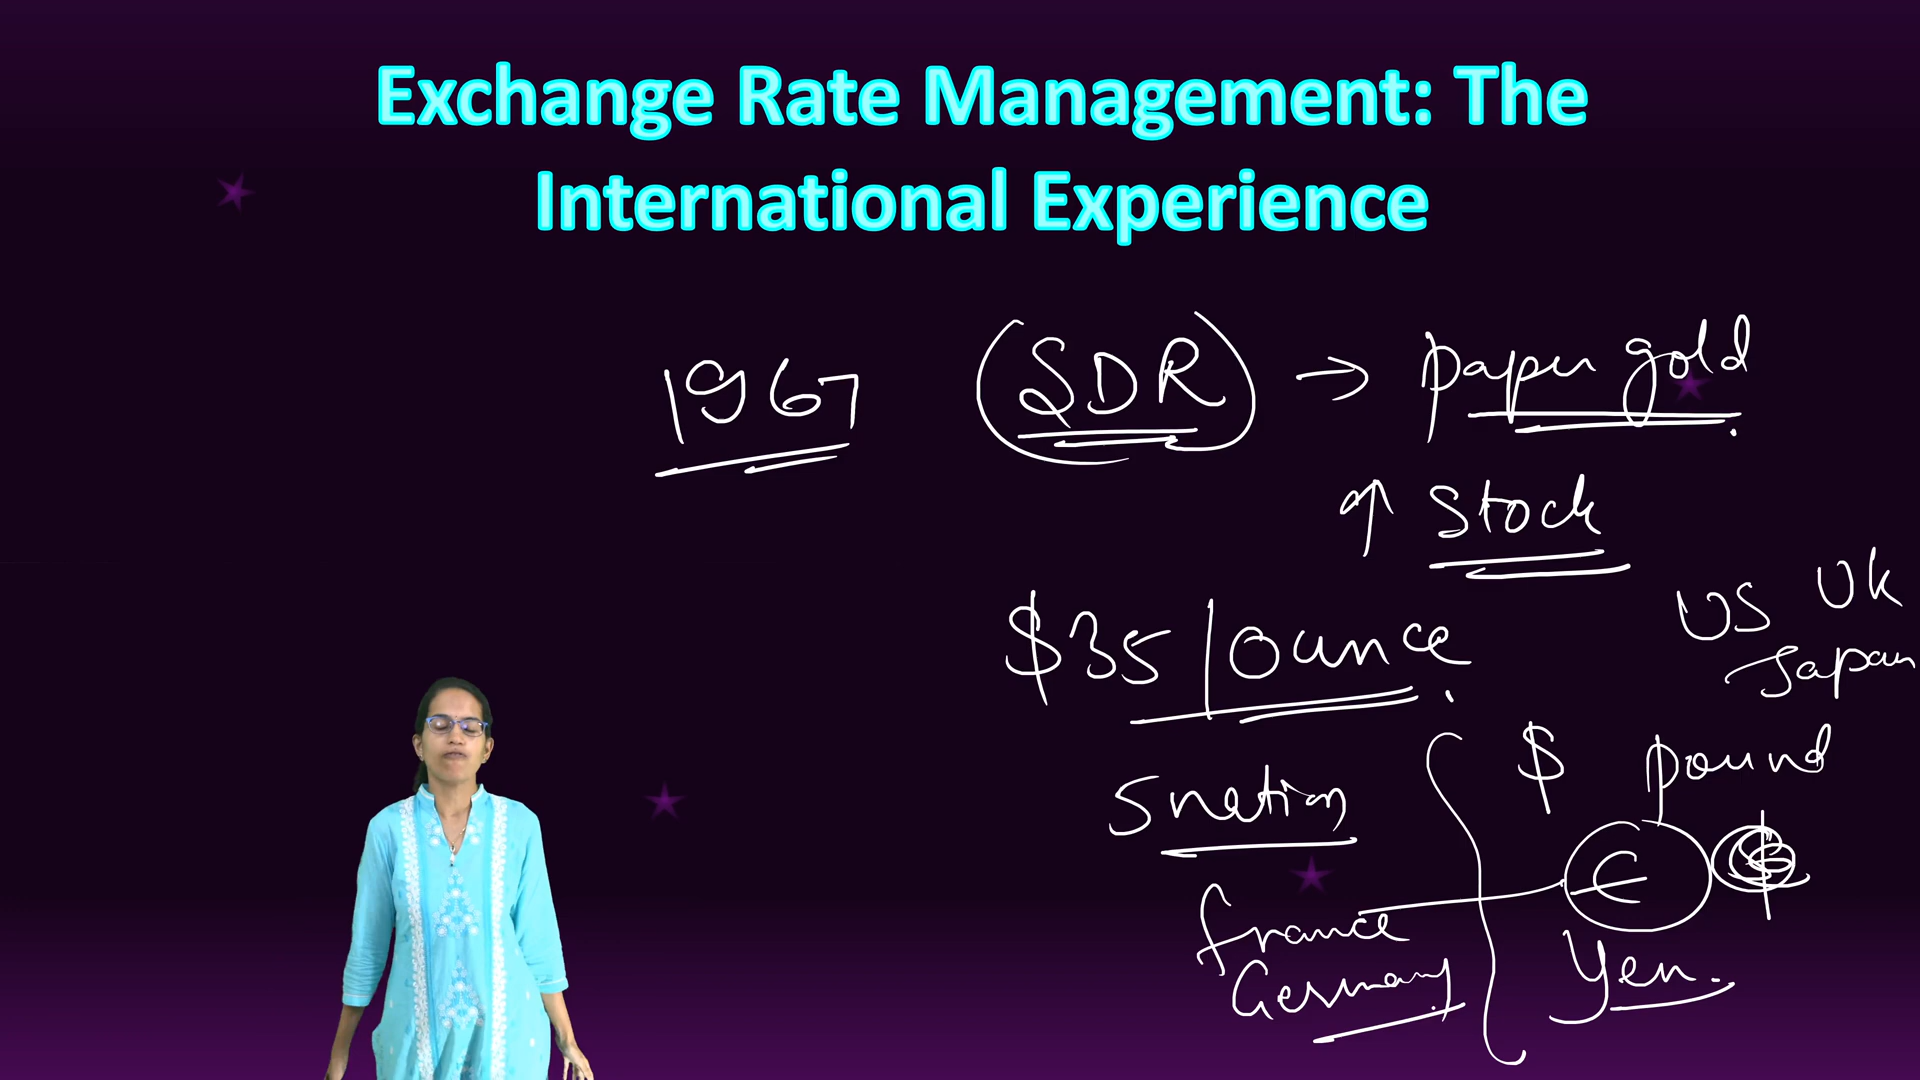 Exchange Rate Management: The
International Experience
1967 (SDR) → paper gold.
↑ stock
US UK
Japan
$35/ounce.
$ pound
5 nation
€ $
France
Germany
Yen.